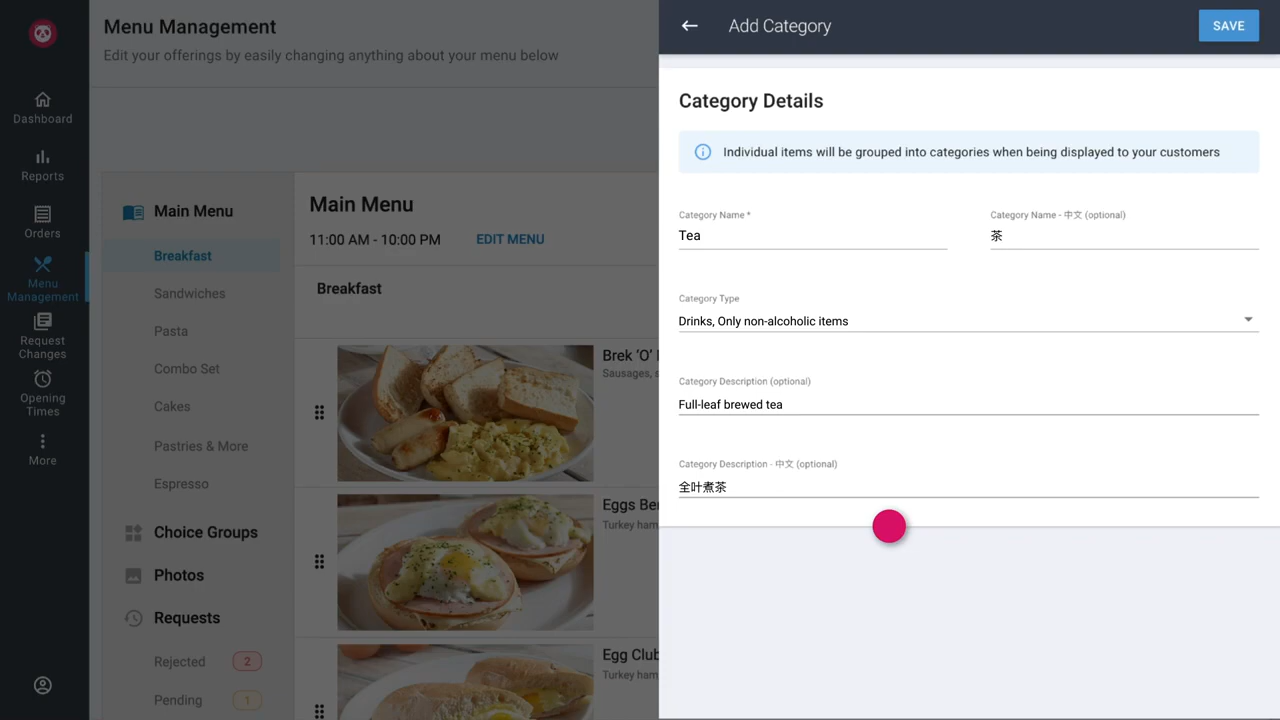 Menu Management
Edit your offerings by easily changing anything about your menu below
Dashboard
Reports
Orders
Menu
Management
Request
Changes
Opening
Times
More
Main Menu
Breakfast
Sandwiches
Pasta
Combo Set
Cakes
Pastries & More
Espresso
Choice Groups
Photos
Requests
Rejected 2
Pending 1
Main Menu
11:00 AM - 10:00 PM EDIT MENU
Breakfast
Brek ‘O’
Sausages,
Eggs
Turkey ham
Egg Club
Turkey ham
Add Category
SAVE
Category Details
Individual items will be grouped into categories when being displayed to your customers
Category Name *
Tea
Category Name - 中文 (optional)
茶
Category Type
Drinks, Only non-alcoholic items
Category Description (optional)
Full-leaf brewed tea
Category Description - 中文 (optional)
全叶煮茶